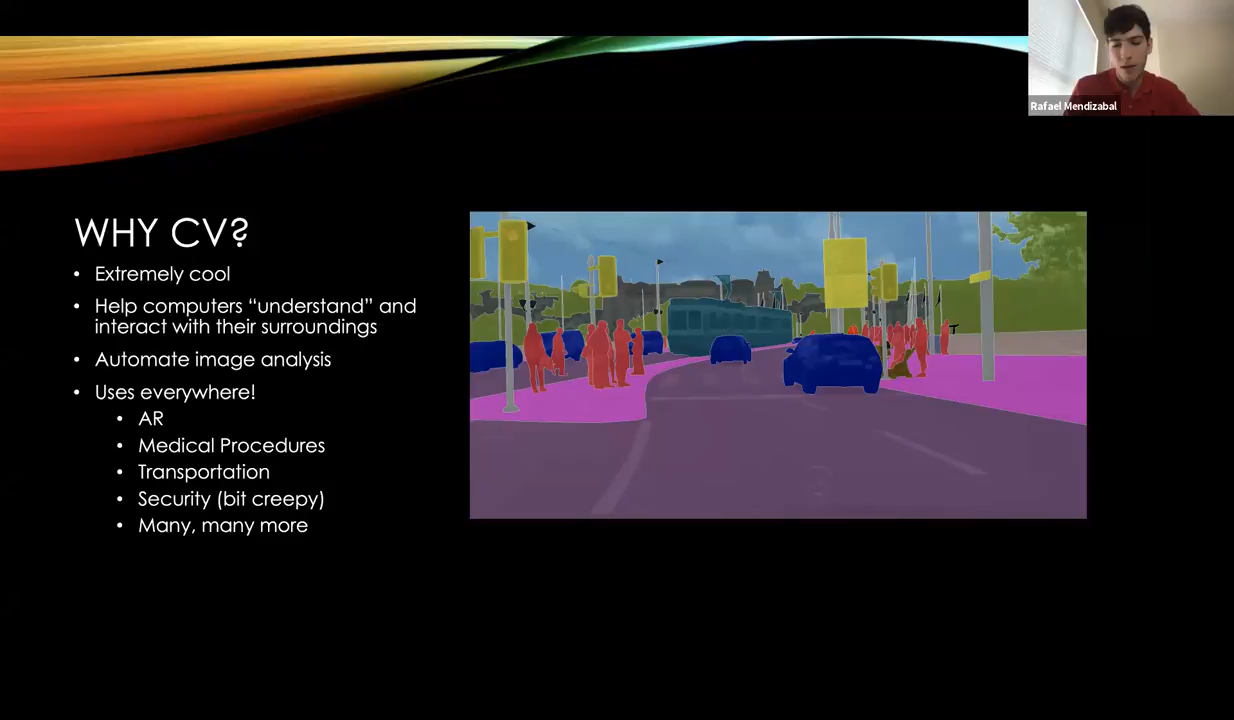 Rafael Mendizabal
WHY CV?
• Extremely cool
• Help computers “understand” and
interact with their surroundings
• Automate image analysis
• Uses everywhere!
• AR
• Medical Procedures
• Transportation
• Security (bit creepy)
• Many, many more